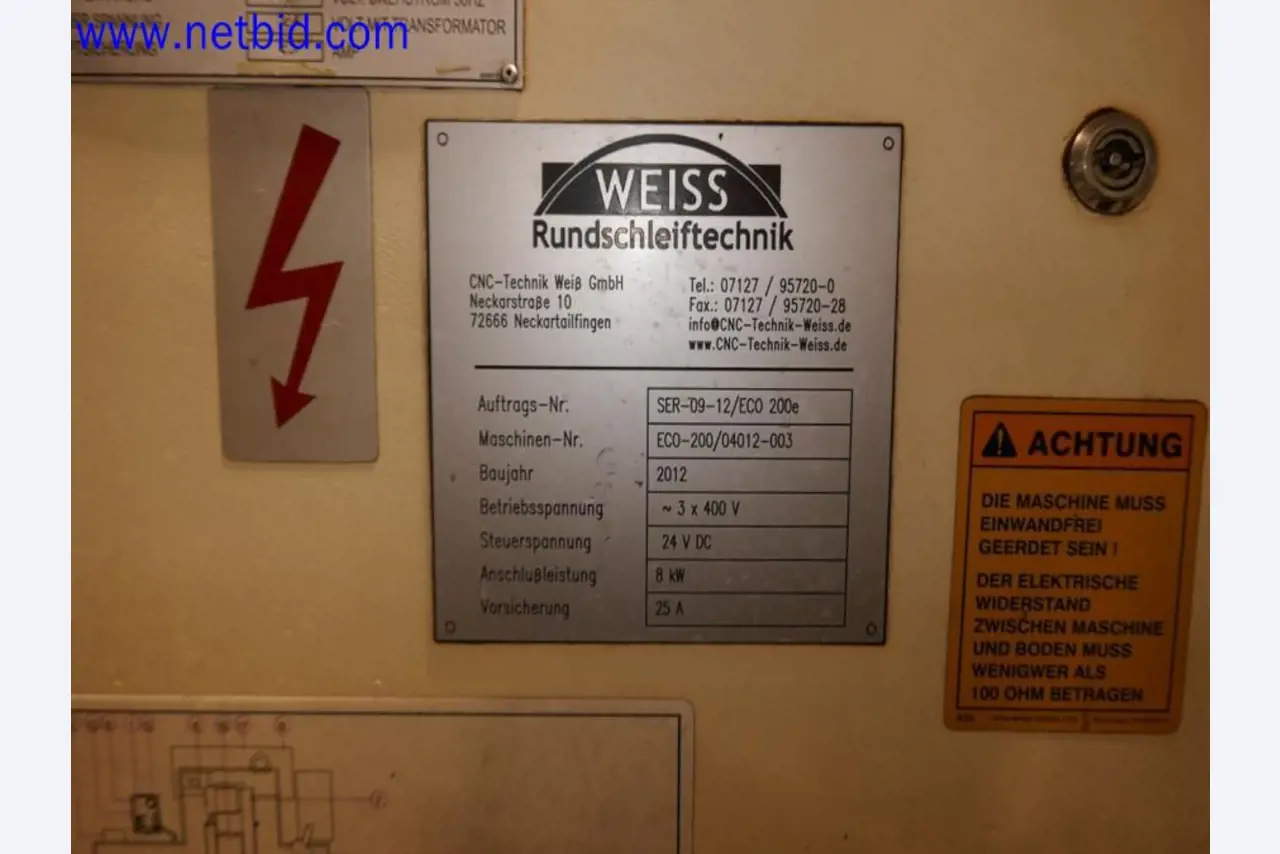 VOLT MIT TRANSFORMATOR
AMP
www.netbid.com
WEISS
Rundschleiftechnik
CNC-Technik Weiß GmbH
Neckarstraße 10
72666 Neckartailfingen
Tel.: 07127 / 95720-0
Fax.: 07127 / 95720-28
info@CNC-Technik-Weiss.de
www.CNC-Technik-Weiss.de
Auftrags-Nr. SER-09-12/ECO 200e
Maschinen-Nr. ECO-200/04012-003
Baujahr 2012
Betriebsspannung ~ 3 x 400 V
Steuerspannung 24 V DC
Anschlußleistung 8 kW
Vorsicherung 25 A
ACHTUNG
DIE MASCHINE MUSS
EINWANDFREI
GEERDET SEIN !
DER ELEKTRISCHE
WIDERSTAND
ZWISCHEN MASCHINE
UND BODEN MUSS
WENIGWER ALS
100 OHM BETRAGEN